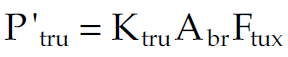 P'tru = KtruAbrFtux